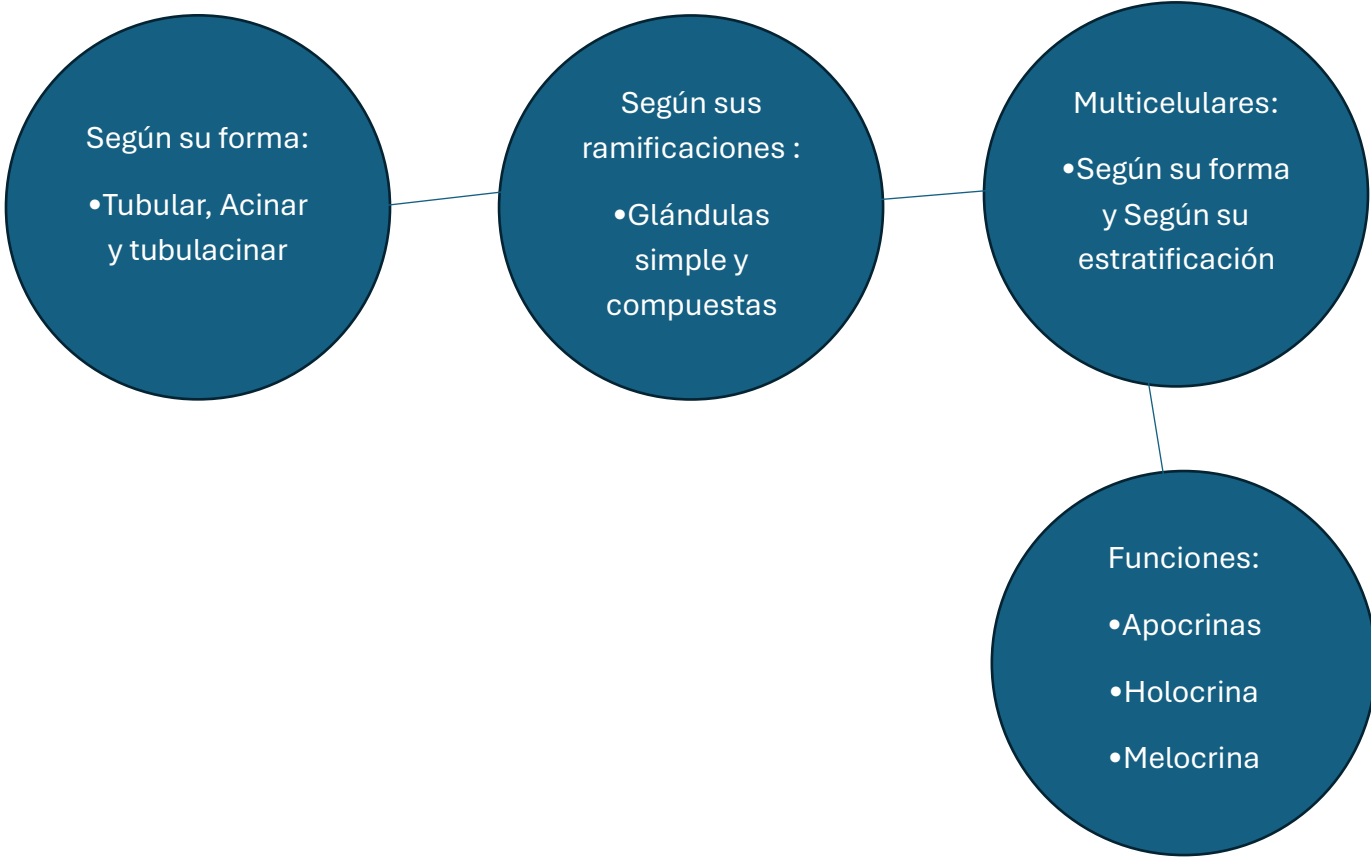 Según su forma:
•Tubular, Acinar
y tubulacinar
Según sus
ramificaciones :
•Glándulas
simple y
compuestas
Multicelulares:
•Según su forma
y Según su
estratificación
Funciones:
•Apocrinas
•Holocrina
•Melocrina